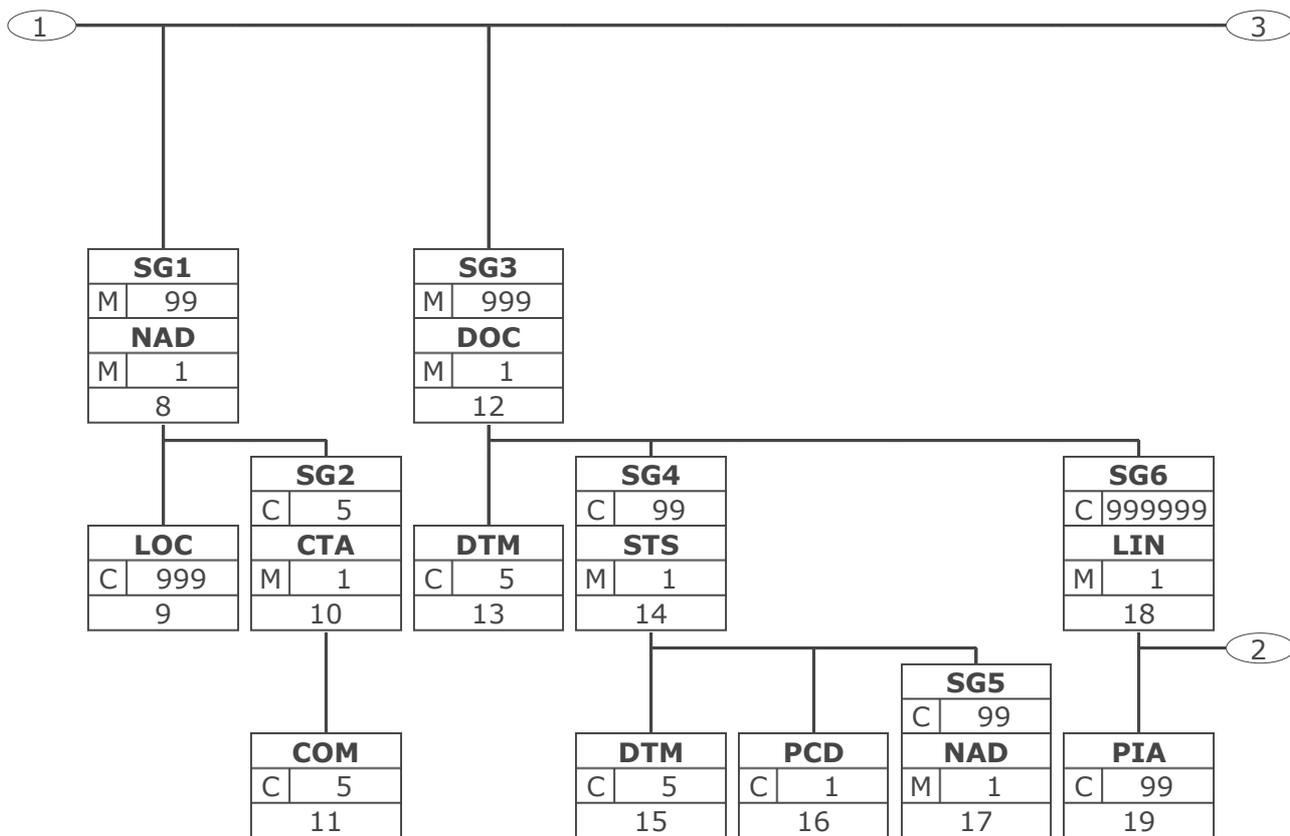 1
3
SG1
M 99
NAD
M 1
8
SG3
M 999
DOC
M 1
12
LOC
C 999
9
SG2
C 5
CTA
M 1
10
DTM
C 5
13
SG4
C 99
STS
M 1
14
SG6
C 999999
LIN
M 1
18
2
COM
C 5
11
DTM
C 5
15
PCD
C 1
16
SG5
C 99
NAD
M 1
17
PIA
C 99
19